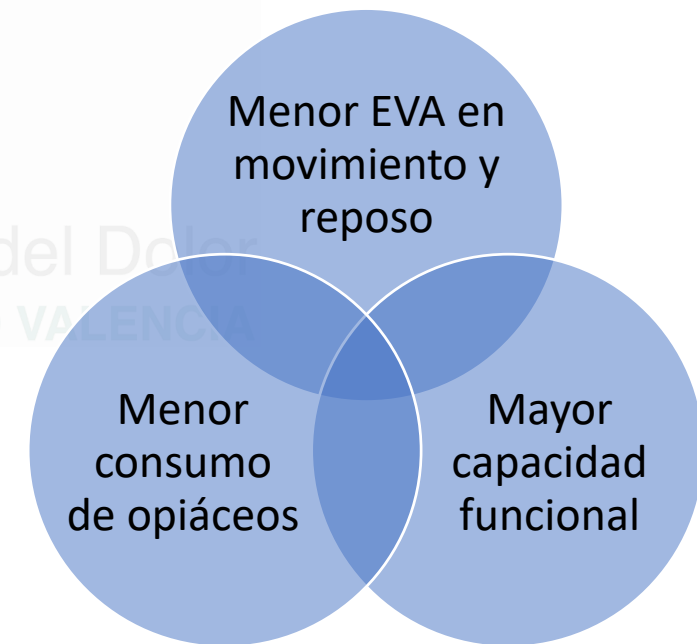 Menor EVA en
movimiento y
reposo
del Dolor
VALENCIA
Menor
consumo
de opiáceos
Mayor
capacidad
funcional